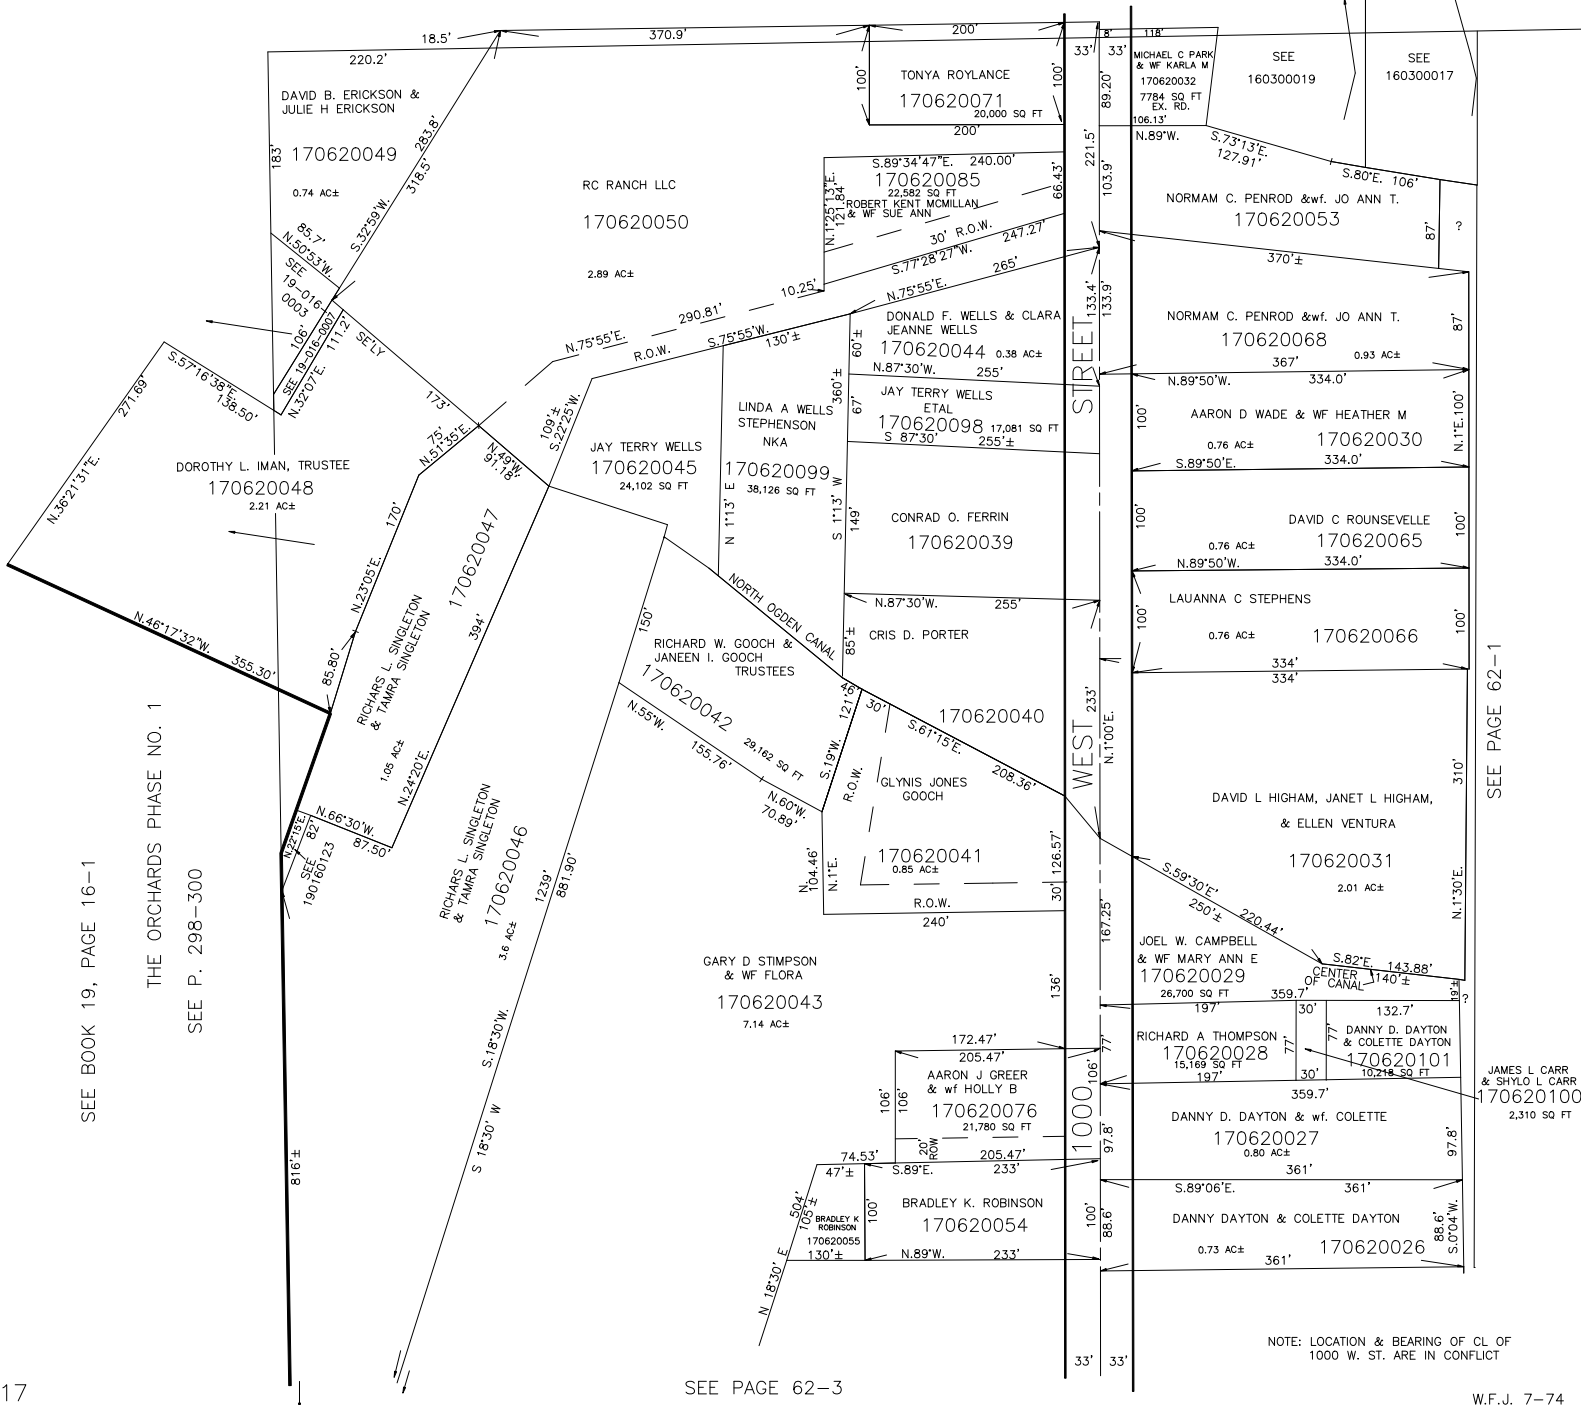 18.5'
370.9'
200'
8'
118'
33'
33'
220.2'
DAVID B. ERICKSON &
JULIE H ERICKSON
170620049
0.74 AC±
183'
283.8'
318.5'
S.32°59'W.
100'
TONYA ROYLANCE
170620071
20,000 SQ FT
100'
200'
89.20'
MICHAEL C PARK
& WF KARLA M
170620032
7784 SQ FT
EX. RD.
106.13'
N.89°W.
SEE
160300019
SEE
160300017
S.73°13'E.
127.91'
S.80°E. 106'
221.5'
103.9'
RC RANCH LLC
170620050
2.89 AC±
S.89°34'47"E. 240.00'
170620085
22,582 SQ FT
ROBERT KENT MCMILLAN
& WF SUE ANN
N.1°25'13"E.
121.84'
66.43'
30' R.O.W.
247.27'
S.77°28'27"W.
10.25'
290.81'
N.75°55'E.
265'
N.75°55'E.
R.O.W.
S.75°55'W.
130'±
NORMAM C. PENROD &wf. JO ANN T.
170620053
87'
?
370'±
133.4'
133.9'
85.7'
N.50°53'W.
SEE
19-016-
0003
106'
SEE 19-016-0007
111.2'
N.32°07'E.
SE'LY
173'
S.57°16'38"E.
138.50'
271.69'
N.36°21'31"E.
DOROTHY L. IMAN, TRUSTEE
170620048
2.21 AC±
75'
N.51°35'E.
N.49°W.
91.18'
109'±
S.22°25'W.
DONALD F. WELLS & CLARA
JEANNE WELLS
170620044 0.38 AC±
60'±
N.87°30'W. 255'
JAY TERRY WELLS
ETAL
170620098 17,081 SQ FT
S 87°30' 255'±
67'
360'±
LINDA A WELLS
STEPHENSON
NKA
170620099
38,126 SQ FT
N 1°13' E
S 1°13' W
149'
JAY TERRY WELLS
170620045
24,102 SQ FT
STREET
NORMAM C. PENROD &wf. JO ANN T.
170620068
367'
0.93 AC±
87'
N.89°50'W. 334.0'
AARON D WADE & WF HEATHER M
0.76 AC±
170620030
100'
N.1°E.100'
S.89°50'E. 334.0'
DAVID C ROUNSEVELLE
0.76 AC±
170620065
100'
100'
N.89°50'W. 334.0'
LAUANNA C STEPHENS
0.76 AC±
170620066
100'
100'
334'
334'
CONRAD O. FERRIN
170620039
N.87°30'W. 255'
CRIS D. PORTER
85'±
170620040
NORTH OGDEN CANAL
170'
N.23°05'E.
85.80'
170620047
RICHARS L. SINGLETON
& TAMRA SINGLETON
1.05 AC±
394'
N.24°20'E.
N.46°17'32"W.
355.30'
150'
RICHARD W. GOOCH &
JANEEN I. GOOCH
TRUSTEES
170620042
29,162 SQ FT
N.55°W.
155.76'
N.60°W.
70.89'
46'
121'
S.19°W.
30'
R.O.W.
S.61°15'E.
208.36'
GLYNIS JONES
GOOCH
170620041
0.85 AC±
N.
104.46'
N.1°E.
R.O.W.
240'
126.57'
30'
WEST
233'
N.1°00'E.
167.25'
DAVID L HIGHAM, JANET L HIGHAM,
& ELLEN VENTURA
170620031
2.01 AC±
310'
N.1°30'E.
S.59°30'E.
250'±
220.44'
S.82°E. 143.88'
140'±
CENTER
OF CANAL
19'±
?
SEE PAGE 62-1
N.22°15'E.
82'
N.66°30'W.
87.50'
SEE
190160123
RICHARS L. SINGLETON
& TAMRA SINGLETON
170620046
3.6 AC±
1239'
881.90'
S.18°30'W.
S 18°30' W
GARY D STIMPSON
& WF FLORA
170620043
7.14 AC±
136'
JOEL W. CAMPBELL
& WF MARY ANN E
170620029
26,700 SQ FT
359.7'
197'
30'
132.7'
RICHARD A THOMPSON
170620028
15,169 SQ FT
197'
77'
77'
77'
30'
DANNY D. DAYTON
& COLETTE DAYTON
170620101
10,218 SQ FT
JAMES L CARR
& SHYLO L CARR
170620100
2,310 SQ FT
172.47'
205.47'
AARON J GREER
& wf HOLLY B
170620076
21,780 SQ FT
106'
106'
106'
20'
ROW
205.47'
1000
359.7'
DANNY D. DAYTON & wf. COLETTE
170620027
0.80 AC±
97.8'
97.8'
361'
74.53'
47'±
S.89°E. 233'
504'
105'±
BRADLEY K
ROBINSON
170620055
130'±
100'
BRADLEY K. ROBINSON
170620054
100'
88.6'
N.89°W. 233'
N 18°30' E
S.89°06'E. 361'
DANNY DAYTON & COLETTE DAYTON
0.73 AC±
170620026
88.6'
S.0°04'W.
361'
816'±
SEE BOOK 19, PAGE 16-1
THE ORCHARDS PHASE NO. 1
SEE P. 298-300
33'
33'
NOTE: LOCATION & BEARING OF CL OF
1000 W. ST. ARE IN CONFLICT
17
SEE PAGE 62-3
W.F.J. 7-74